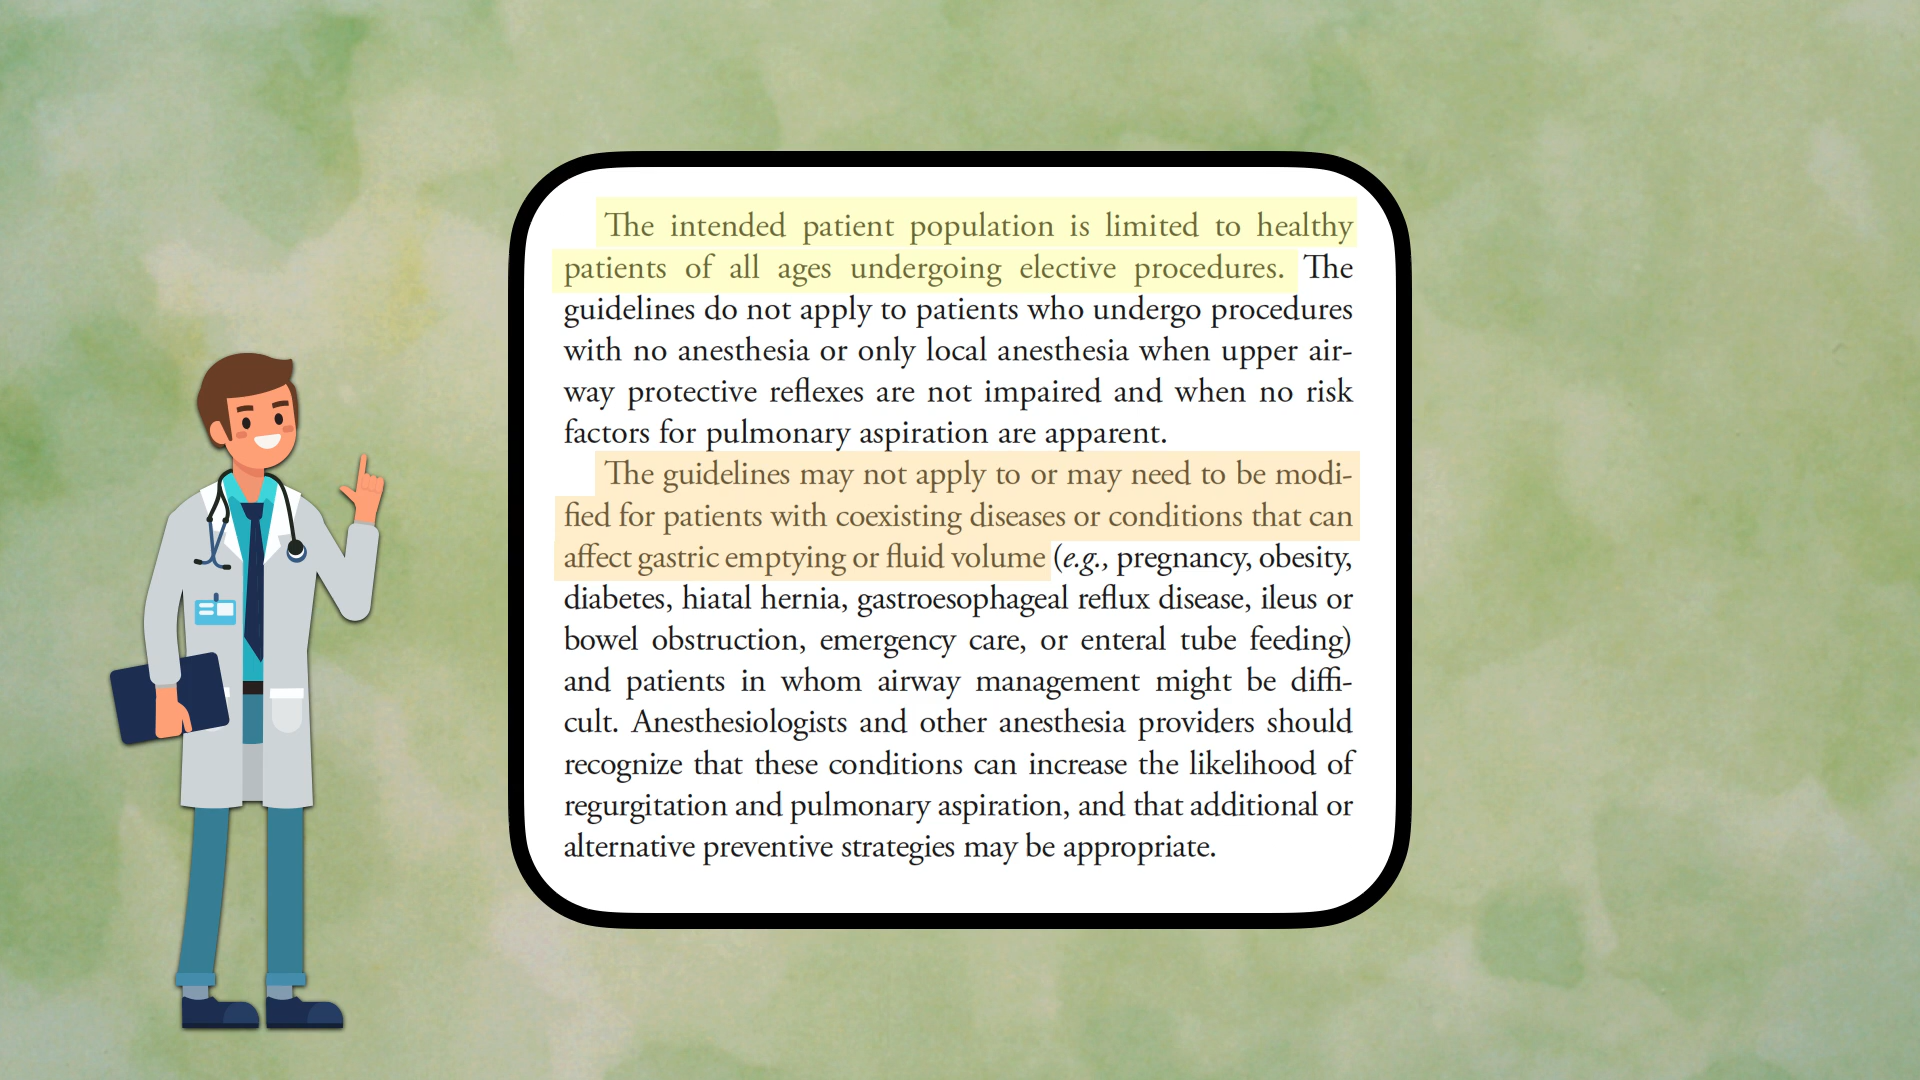 The intended patient population is limited to healthy
patients of all ages undergoing elective procedures. The
guidelines do not apply to patients who undergo procedures
with no anesthesia or only local anesthesia when upper air-
way protective reflexes are not impaired and when no risk
factors for pulmonary aspiration are apparent.
The guidelines may not apply to or may need to be modi-
fied for patients with coexisting diseases or conditions that can
affect gastric emptying or fluid volume (e.g., pregnancy, obesity,
diabetes, hiatal hernia, gastroesophageal reflux disease, ileus or
bowel obstruction, emergency care, or enteral tube feeding)
and patients in whom airway management might be diffi-
cult. Anesthesiologists and other anesthesia providers should
recognize that these conditions can increase the likelihood of
regurgitation and pulmonary aspiration, and that additional or
alternative preventive strategies may be appropriate.